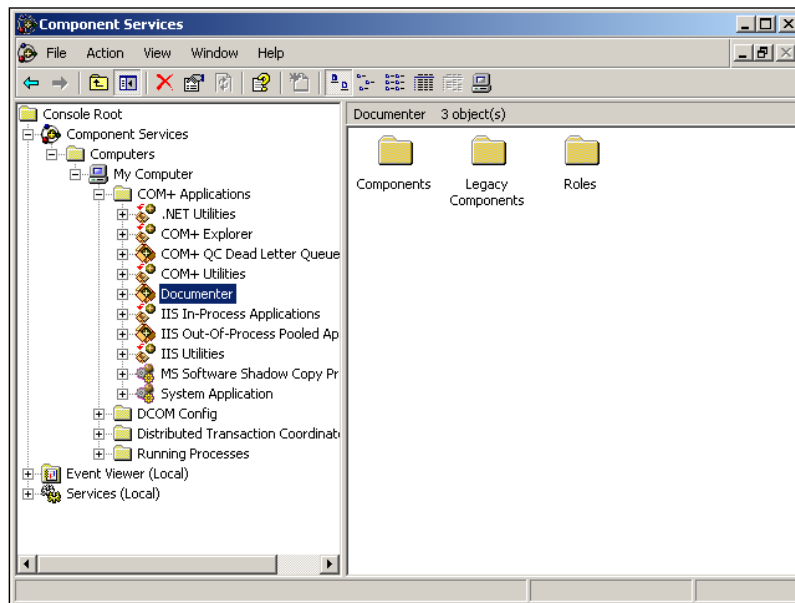 Component Services
File Action View Window Help
Console Root
Component Services
Computers
My Computer
COM+ Applications
.NET Utilities
COM+ Explorer
COM+ QC Dead Letter Queue
COM+ Utilities
Documenter
IIS In-Process Applications
IIS Out-Of-Process Pooled Ap
IIS Utilities
MS Software Shadow Copy Pr
System Application
DCOM Config
Distributed Transaction Coordinat
Running Processes
Event Viewer (Local)
Services (Local)
Documenter 3 object(s)
Components
Legacy
Components
Roles